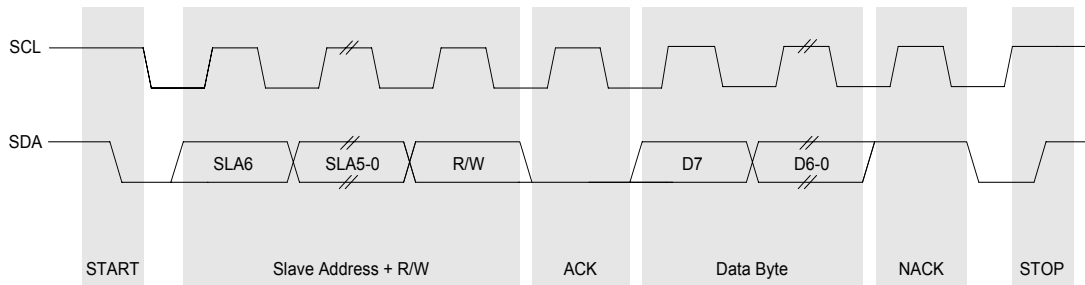 SCL
SDA
SLA6 SLA5-0 R/W D7 D6-0
START Slave Address + R/W ACK Data Byte NACK STOP